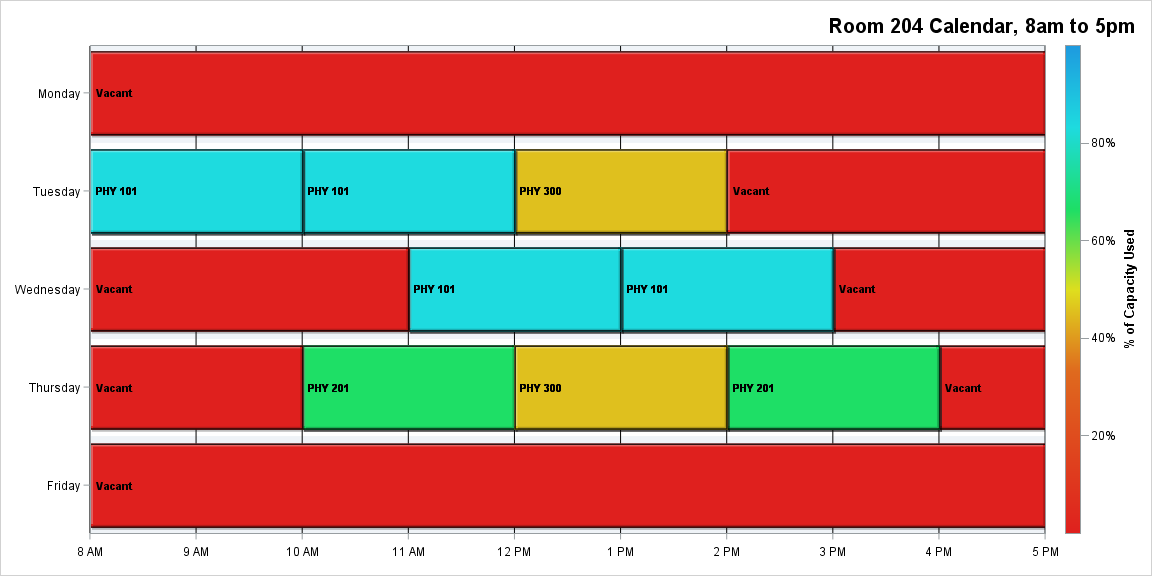 Room 204 Calendar, 8am to 5pm
Monday
Vacant
Tuesday
PHY 101
PHY 101
PHY 300
Vacant
Wednesday
Vacant
PHY 101
PHY 101
Vacant
Thursday
Vacant
PHY 201
PHY 300
PHY 201
Vacant
Friday
Vacant
8 AM
9 AM
10 AM
11 AM
12 PM
1 PM
2 PM
3 PM
4 PM
5 PM
80%
60%
40%
20%
% of Capacity Used